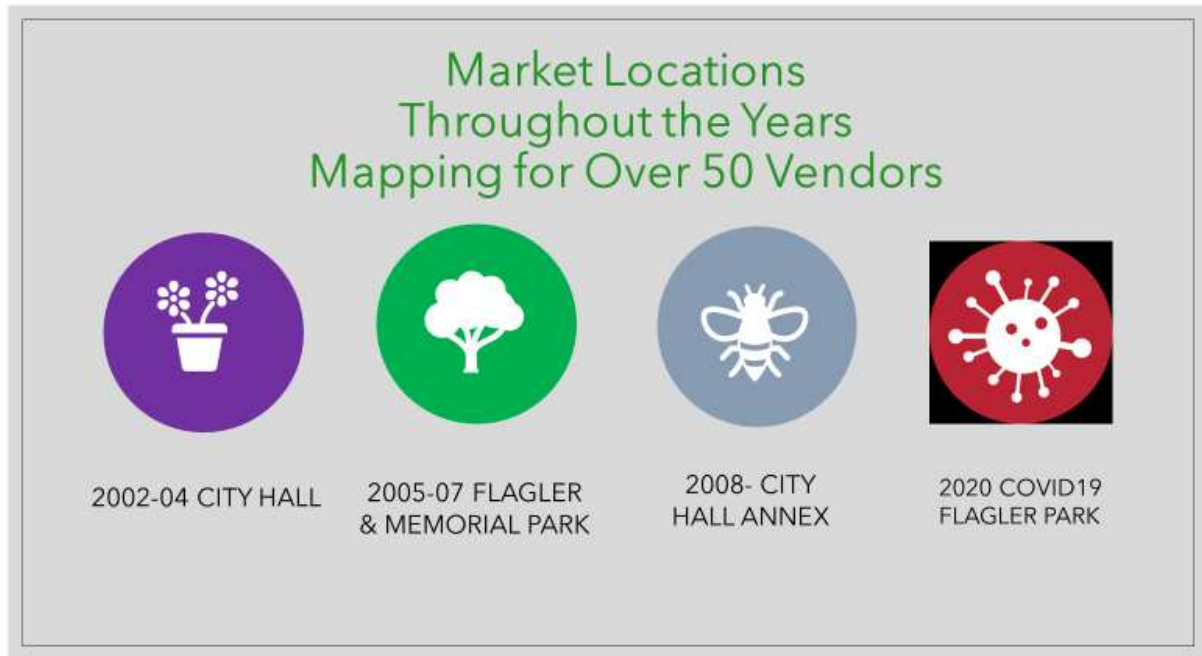 Market Locations
Throughout the Years
Mapping for Over 50 Vendors
2002-04 CITY HALL
2005-07 FLAGLER
& MEMORIAL PARK
2008- CITY
HALL ANNEX
2020 COVID19
FLAGLER PARK